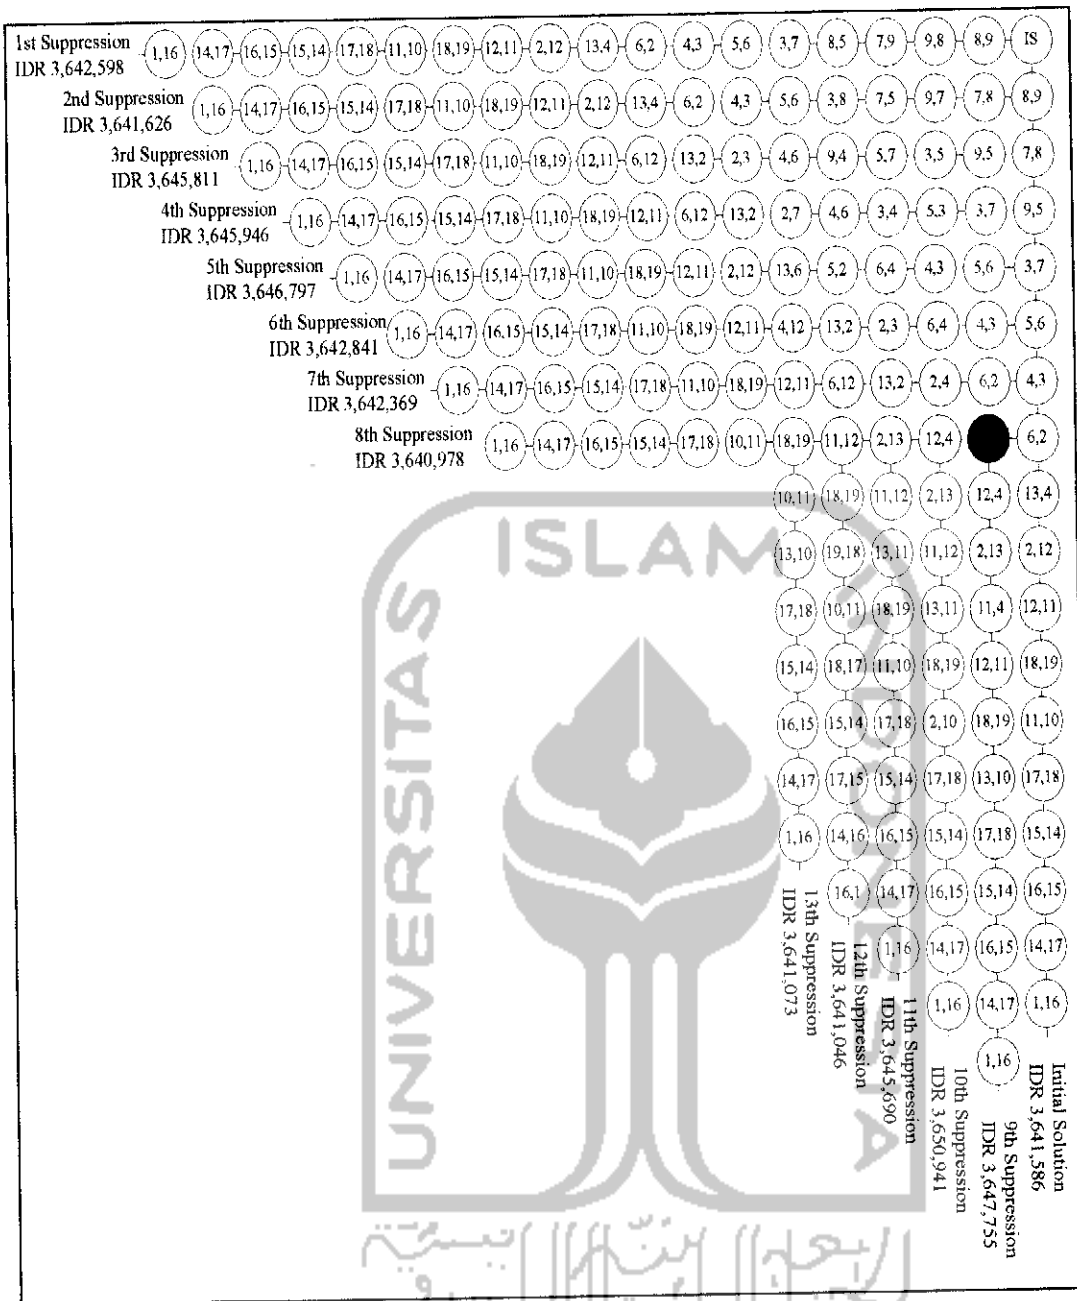 1st Suppression 1,16 14,17 16,15 15,14 17,18 11,10 18,19 12,11 2,12 13,4 6,2 4,3 5,6 3,7 8,5 7,9 9,8 8,9 IS
IDR 3,642,598
2nd Suppression 1,16 14,17 16,15 15,14 17,18 11,10 18,19 12,11 2,12 13,4 6,2 4,3 5,6 3,8 7,5 9,7 7,8 8,9
IDR 3,641,626
3rd Suppression 1,16 14,17 16,15 15,14 17,18 11,10 18,19 12,11 6,12 13,2 2,3 4,6 9,4 5,7 3,5 9,5 7,8
IDR 3,645,811
4th Suppression 1,16 14,17 16,15 15,14 17,18 11,10 18,19 12,11 6,12 13,2 2,7 4,6 3,4 5,3 3,7 9,5
IDR 3,645,946
5th Suppression 1,16 14,17 16,15 15,14 17,18 11,10 18,19 12,11 2,12 13,6 5,2 6,4 4,3 5,6 3,7
IDR 3,646,797
6th Suppression 1,16 14,17 16,15 15,14 17,18 11,10 18,19 12,11 4,12 13,2 2,3 6,4 4,3 5,6
IDR 3,642,841
7th Suppression 1,16 14,17 16,15 15,14 17,18 11,10 18,19 12,11 6,12 13,2 2,4 6,2 4,3
IDR 3,642,369
8th Suppression 1,16 14,17 16,15 15,14 17,18 10,11 18,19 11,12 2,13 12,4 6,2
IDR 3,640,978
10,11 18,19 11,12 2,13 12,4 13,4
13,10 19,18 13,11 11,12 2,13 2,12
17,18 10,11 18,19 13,11 11,4 12,11
15,14 18,17 11,10 18,19 12,11 18,19
16,15 15,14 17,18 2,10 18,19 11,10
14,17 17,15 15,14 17,18 13,10 17,18
1,16 14,16 16,15 15,14 17,18 15,14
16,1 14,17 16,15 15,14 16,15
1,16 14,17 16,15 14,17
1,16 14,17 1,16
1,16
13th Suppression
IDR 3,641,073
12th Suppression
IDR 3,641,046
11th Suppression
IDR 3,645,690
10th Suppression
IDR 3,650,941
9th Suppression
IDR 3,647,755
Initial Solution
IDR 3,641,586
UNIVERSITAS
ISLAM
INDONESIA